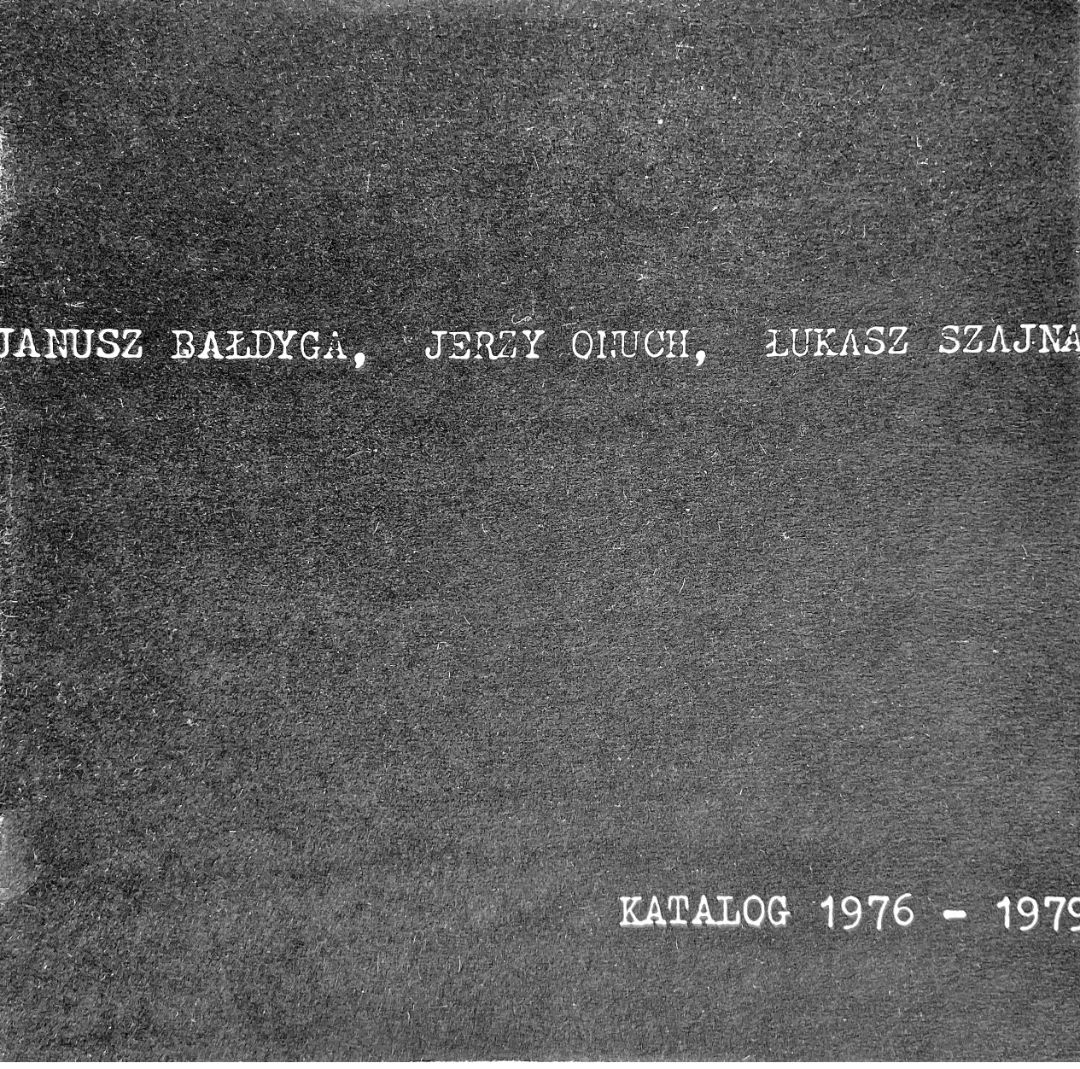 JANUSZ BAŁDYGA, JERZY ONUCH, ŁUKASZ SZAJNA
KATALOG 1976 - 1979